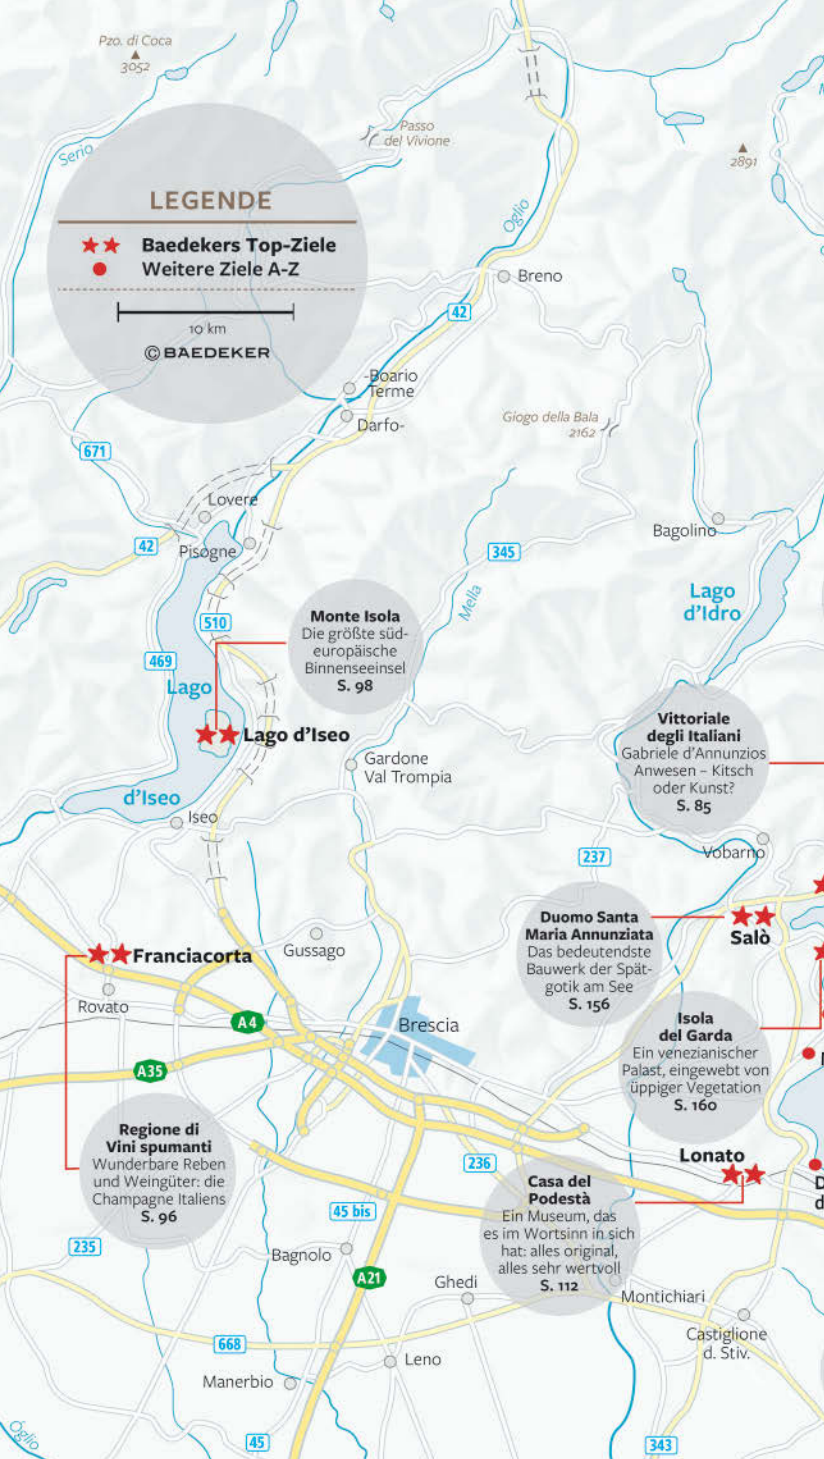 Pzo. di Coca
3052
Serio
Passo
del Vivione
2891
LEGENDE
Baedekers Top-Ziele
Weitere Ziele A-Z
10 km
© BAEDEKER
Oglio
Breno
42
-Boario
Terme
Darfo-
Giogo della Bala
2162
671
Lovere
42
Pisogne
345
Bagolino
Mella
Lago
d'Idro
510
Monte Isola
Die größte süd-
europäische
Binnenseeinsel
S. 98
469
Lago
Lago d'Iseo
d'Iseo
Iseo
Gardone
Val Trompia
Vittoriale
degli Italiani
Gabriele d'Annunzios
Anwesen – Kitsch
oder Kunst?
S. 85
Vobarno
237
Duomo Santa
Maria Annunziata
Das bedeutendste
Bauwerk der Spät-
gotik am See
S. 156
Salò
Franciacorta
Gussago
Rovato
A4
Brescia
A35
Isola
del Garda
Ein venezianischer
Palast, eingewebt von
üppiger Vegetation
S. 160
Regione di
Vini spumanti
Wunderbare Reben
und Weingüter: die
Champagne Italiens
S. 96
236
Lonato
Casa del
Podestà
Ein Museum, das
es im Wortsinn in sich
hat: alles original,
alles sehr wertvoll
S. 112
45 bis
235
Bagnolo
A21
Ghedi
Montichiari
Castiglione
d. Stiv.
668
Leno
Manerbio
Oglio
45
343